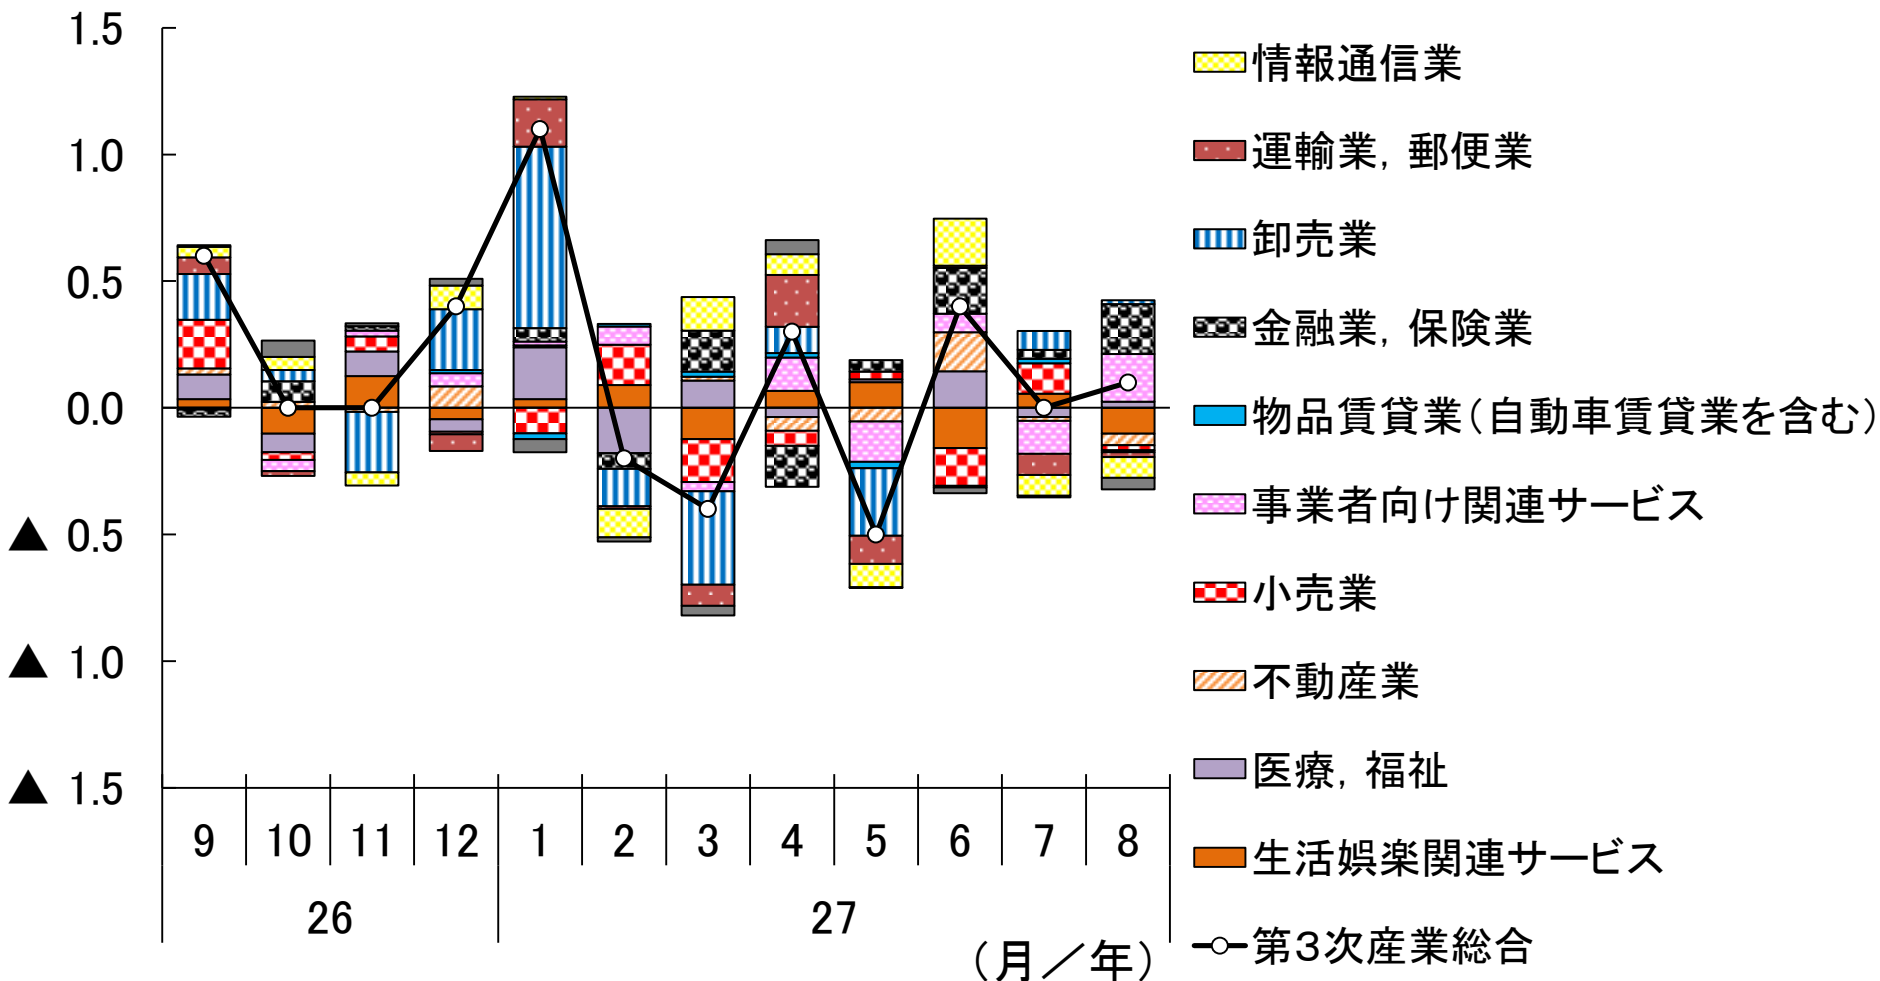 1.5
1.0
0.5
0.0
▲ 0.5
▲ 1.0
▲ 1.5
9 10 11 12 1 2 3 4 5 6 7 8
26 27
（月／年）
情報通信業
運輸業，郵便業
卸売業
金融業，保険業
物品賃貸業（自動車賃貸業を含む）
事業者向け関連サービス
小売業
不動産業
医療，福祉
生活娯楽関連サービス
第３次産業総合